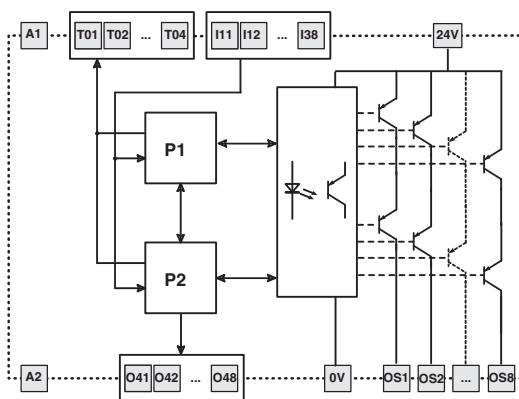 A1 T01 T02 ... T04 I11 I12 ... I38 24V
P1
P2
A2 O41 O42 ... O48 0V OS1 OS2 ... OS8